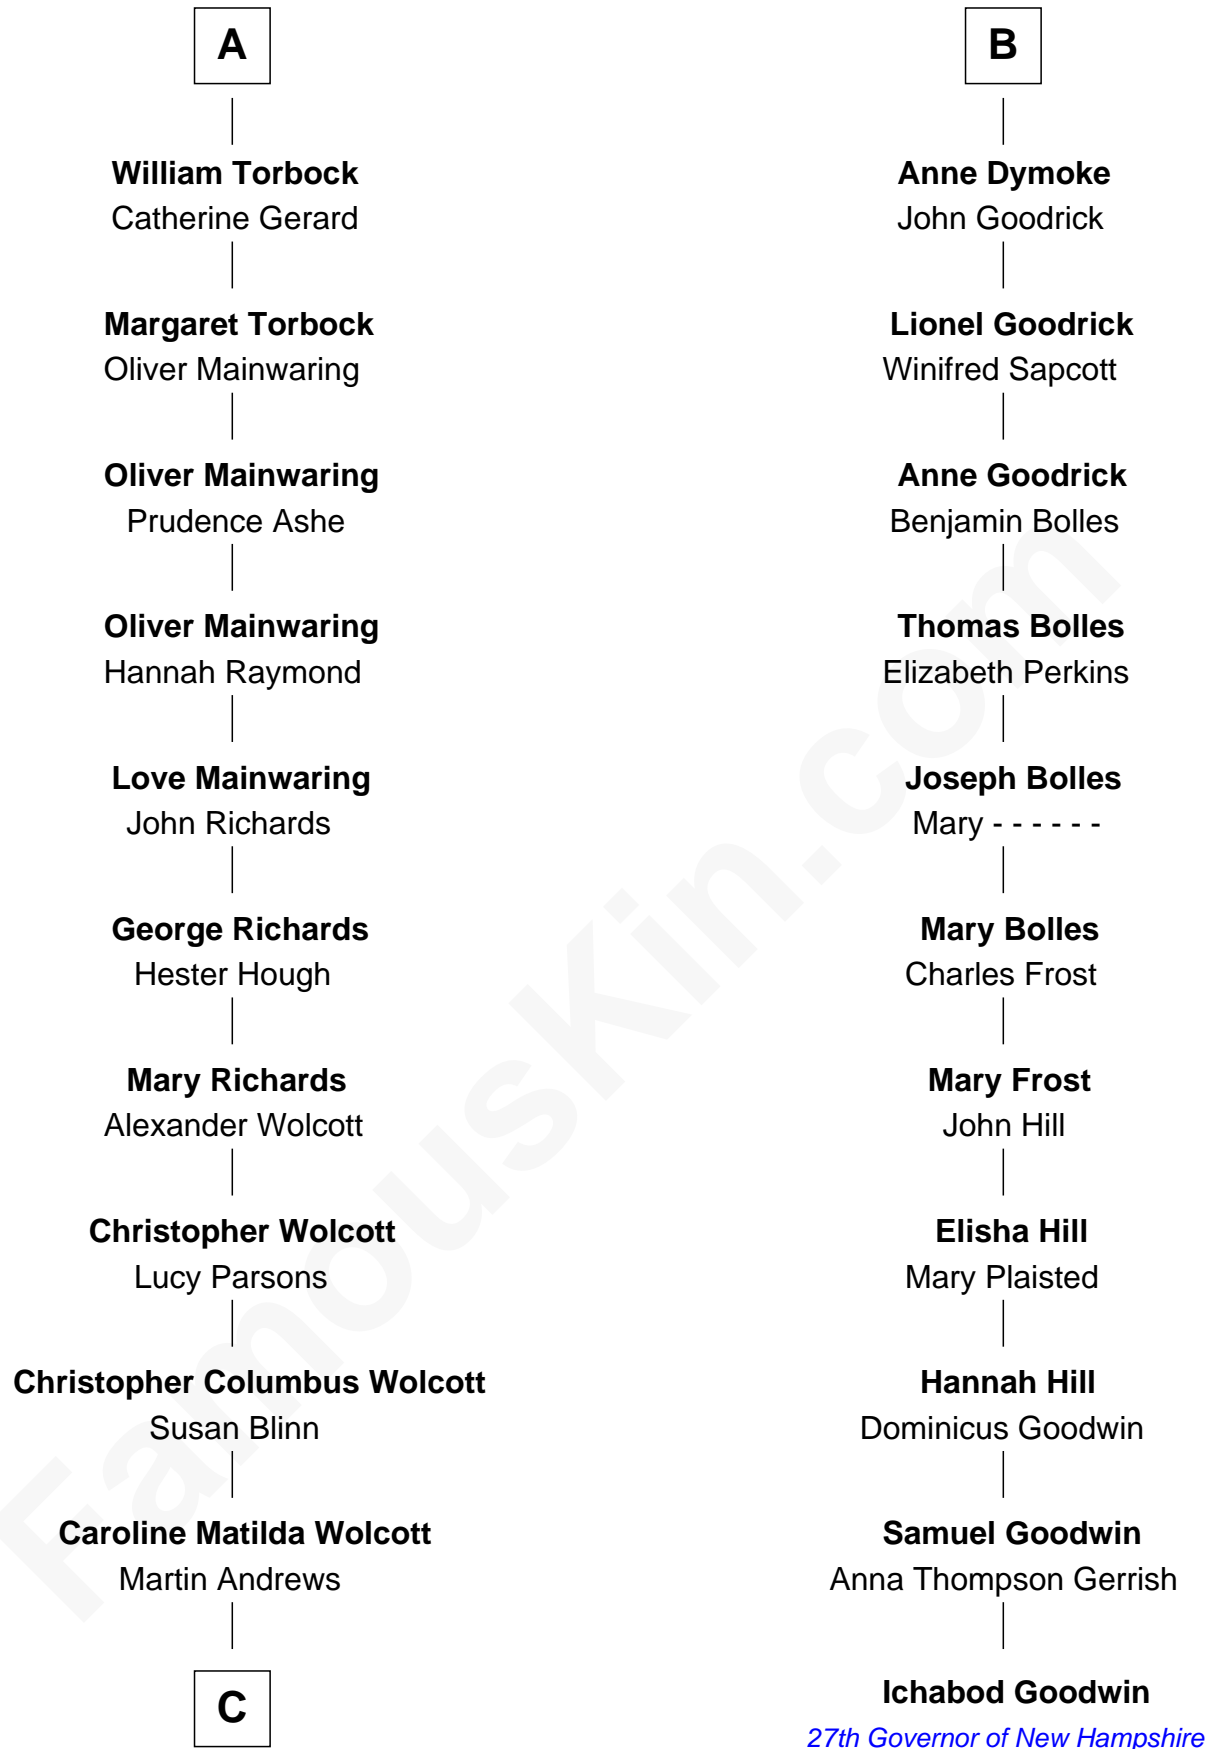 A
William Torbock
Catherine Gerard
Margaret Torbock
Oliver Mainwaring
Oliver Mainwaring
Prudence Ashe
Oliver Mainwaring
Hannah Raymond
Love Mainwaring
John Richards
George Richards
Hester Hough
Mary Richards
Alexander Wolcott
Christopher Wolcott
Lucy Parsons
Christopher Columbus Wolcott
Susan Blinn
Caroline Matilda Wolcott
Martin Andrews
C
B
Anne Dymoke
John Goodrick
Lionel Goodrick
Winifred Sapcott
Anne Goodrick
Benjamin Bolles
Thomas Bolles
Elizabeth Perkins
Joseph Bolles
Mary - - - - - -
Mary Bolles
Charles Frost
Mary Frost
John Hill
Elisha Hill
Mary Plaisted
Hannah Hill
Dominicus Goodwin
Samuel Goodwin
Anna Thompson Gerrish
Ichabod Goodwin
27th Governor of New Hampshire
FamousKin.com